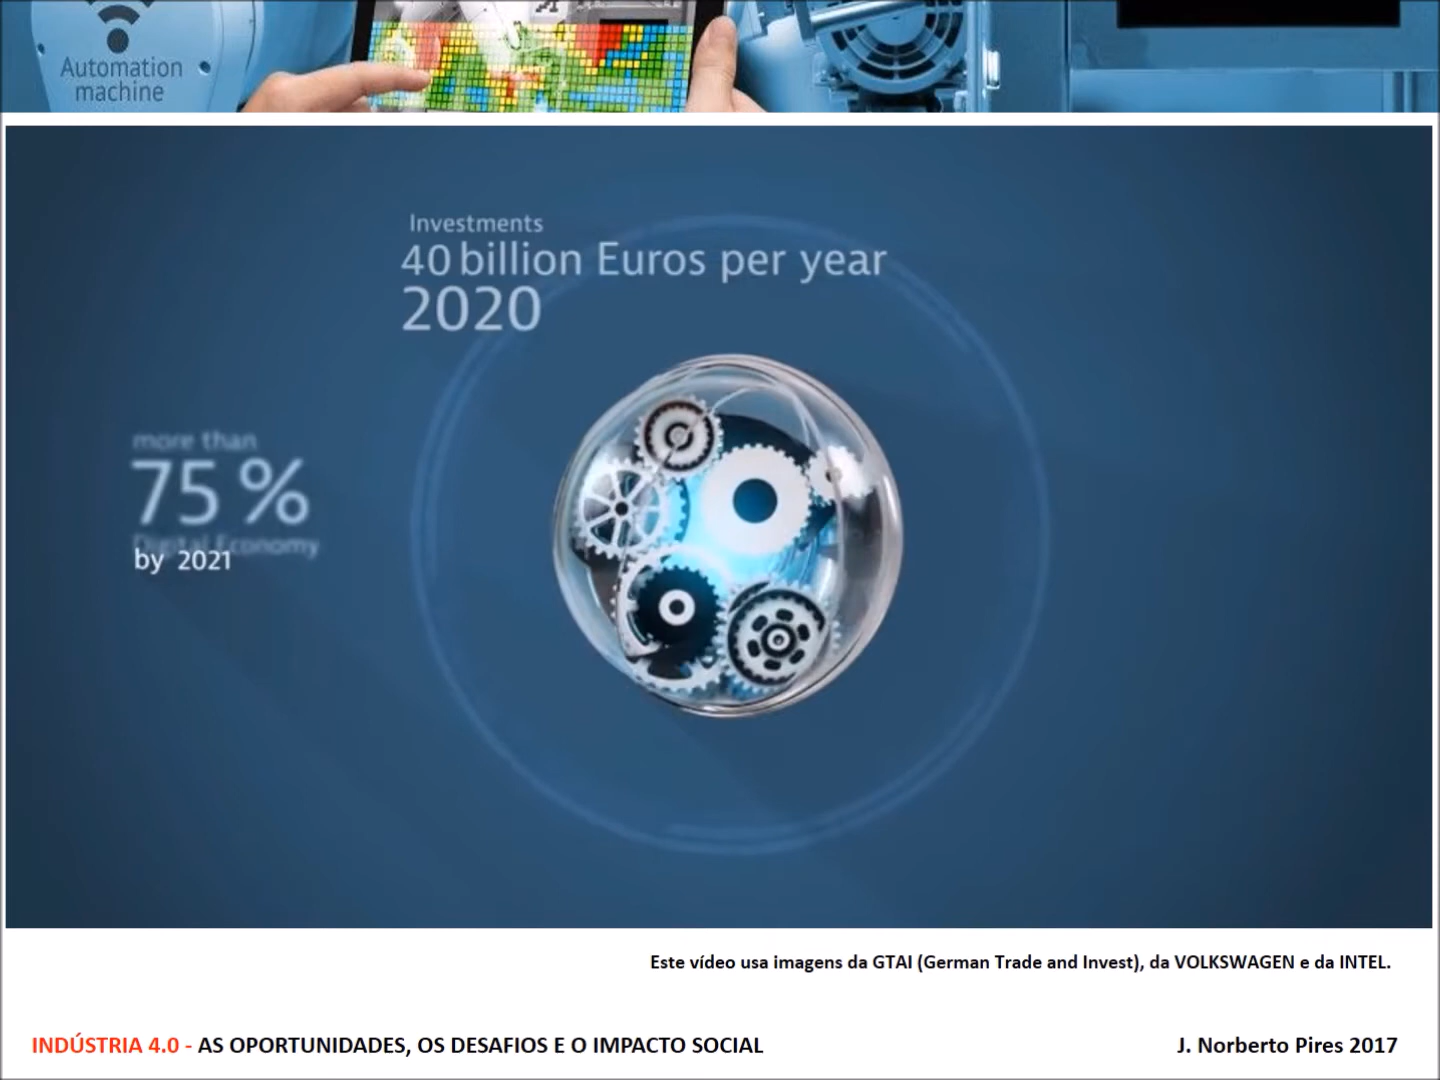 Automation
machine
Investments
40 billion Euros per year
2020
more than
75 %
Digital Economy
by 2021
Este vídeo usa imagens da GTAI (German Trade and Invest), da VOLKSWAGEN e da INTEL.
INDÚSTRIA 4.0 - AS OPORTUNIDADES, OS DESAFIOS E O IMPACTO SOCIAL
J. Norberto Pires 2017